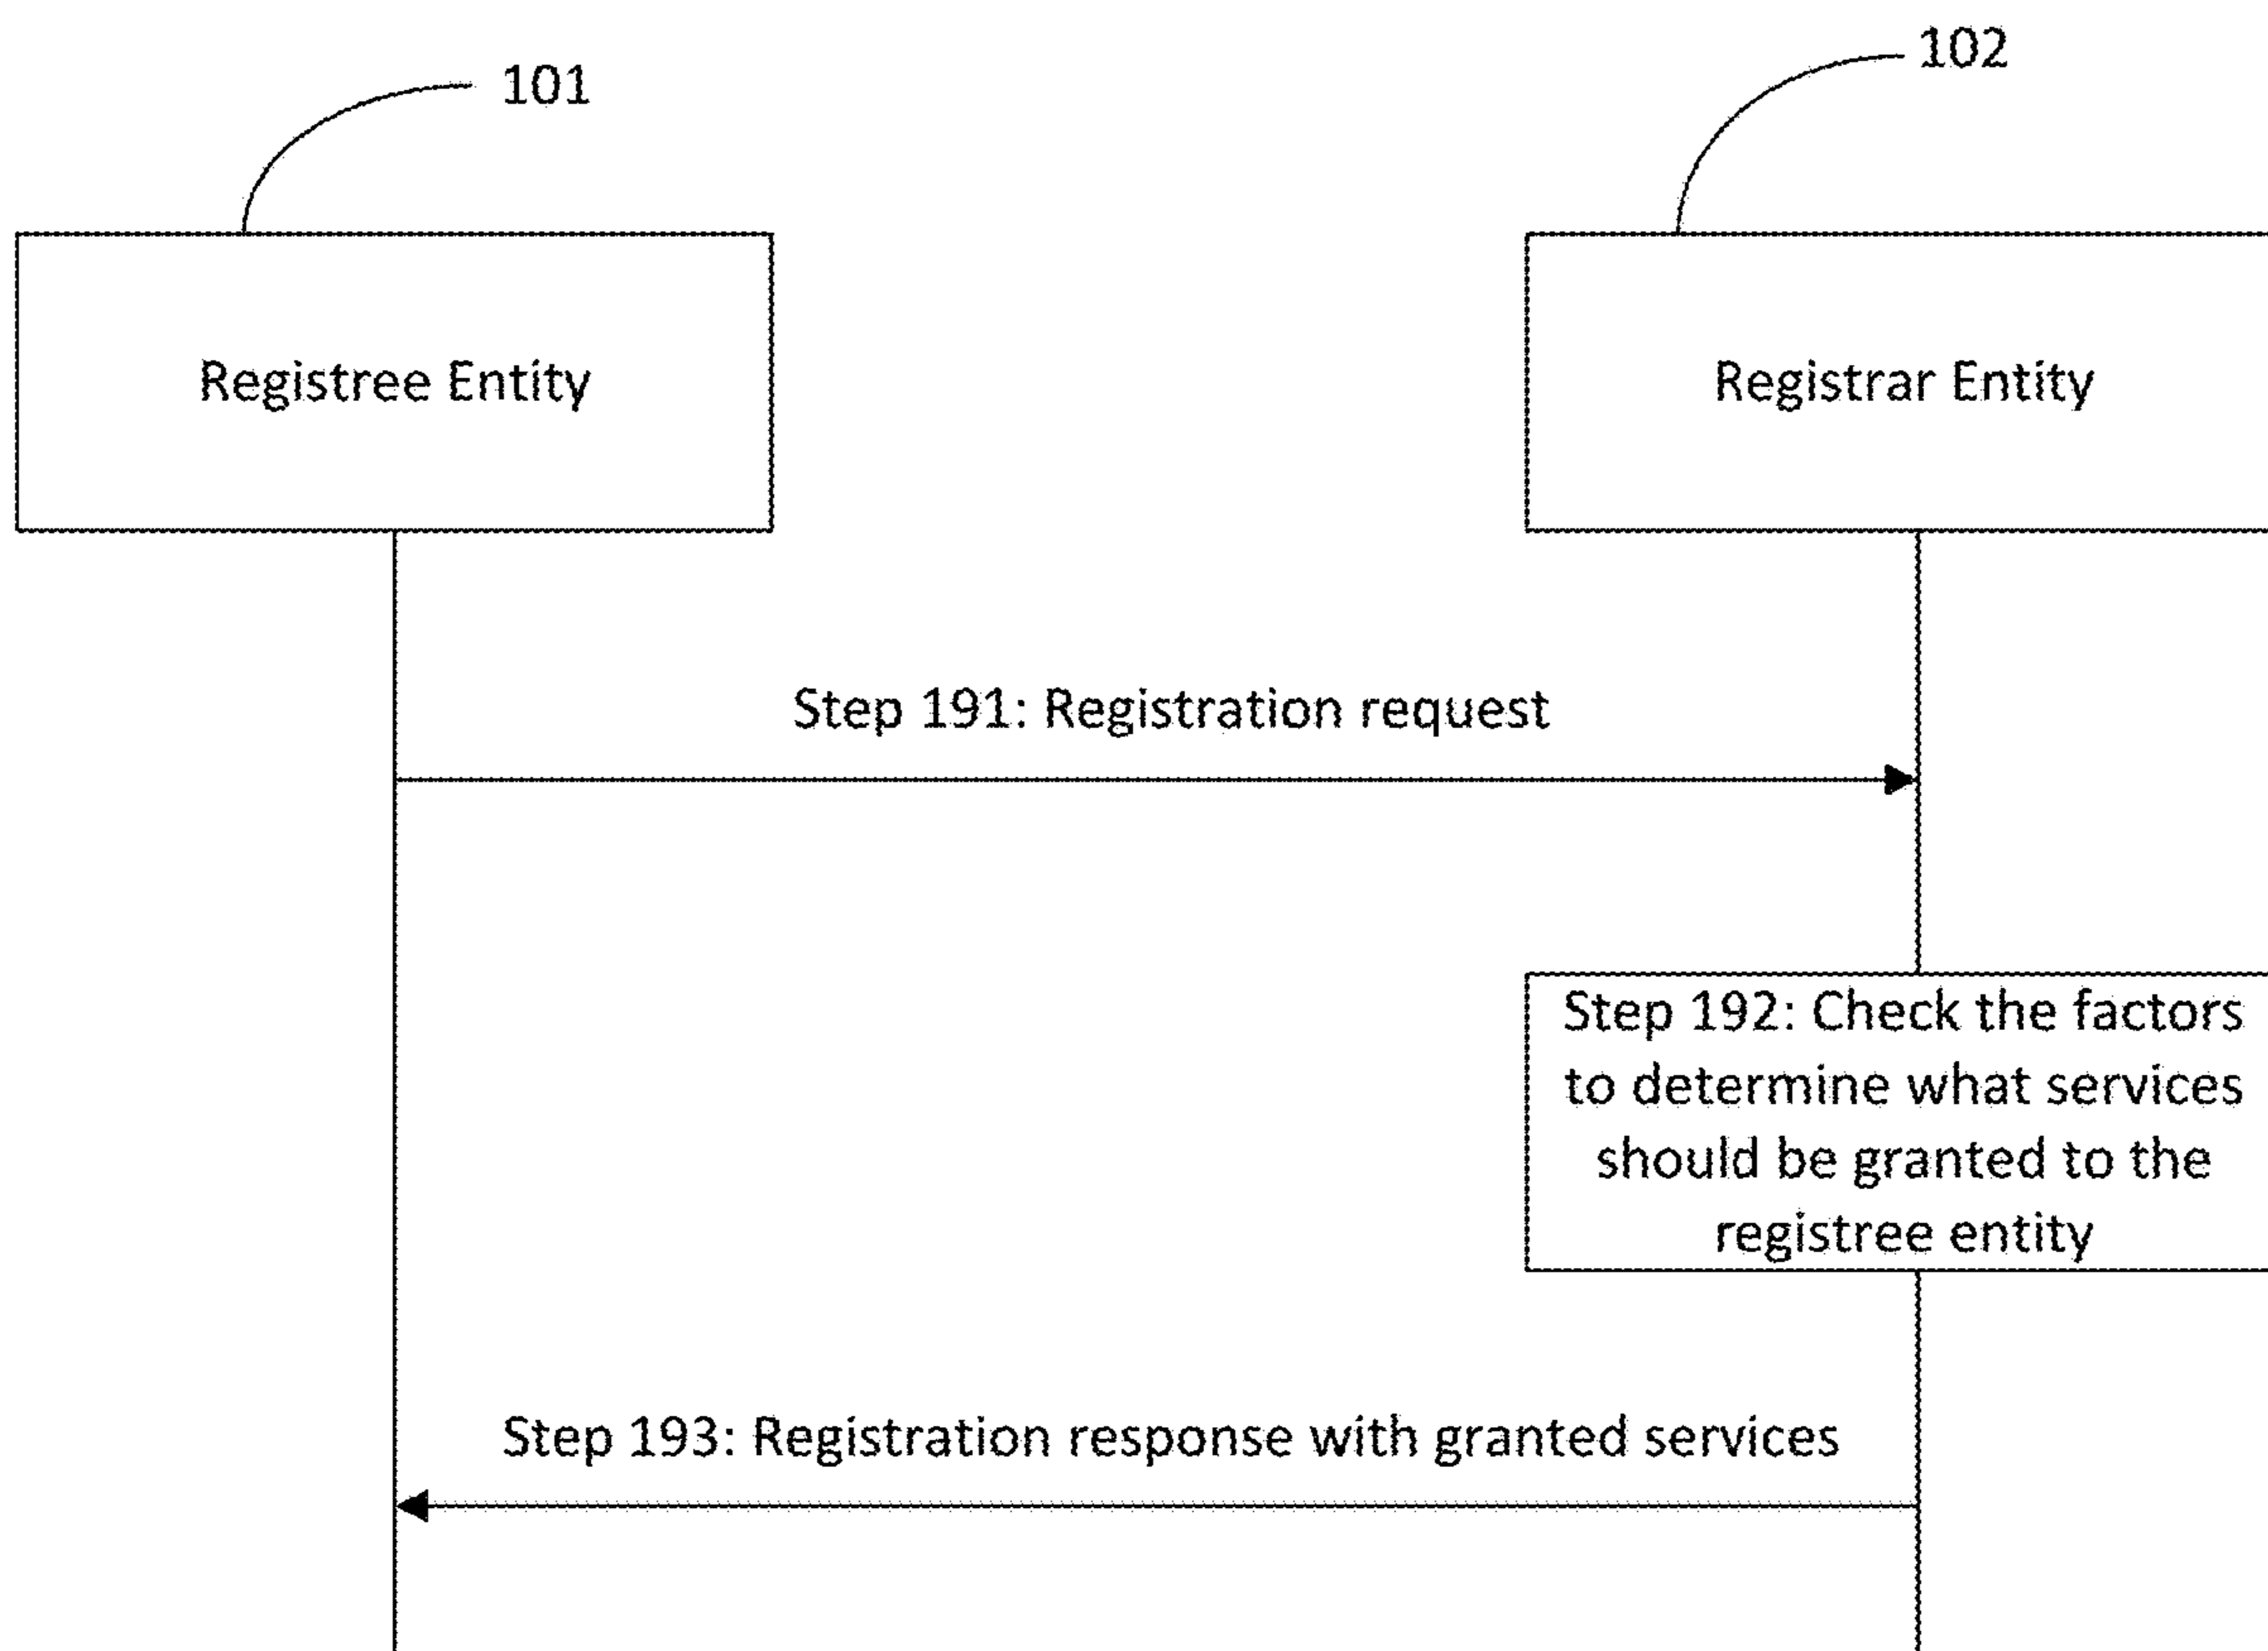 101
102
Registree Entity
Registrar Entity
Step 191: Registration request
Step 192: Check the factors
to determine what services
should be granted to the
registree entity
Step 193: Registration response with granted services